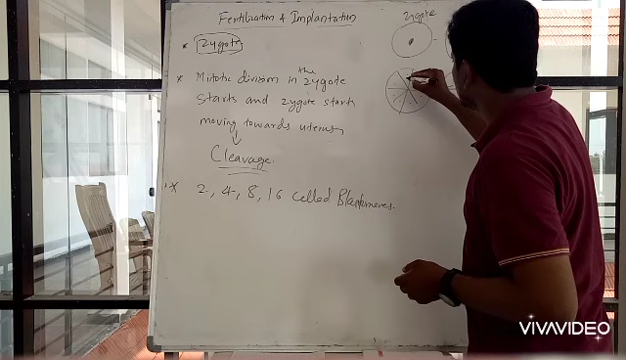 Fertilization & Implantation
Zygote
* Zygote
* Mitotic division in the zygote
starts and zygote starts
moving towards uterus,
Cleavage.
* 2, 4, 8, 16 celled Blastomeres.
VIVAVIDEO